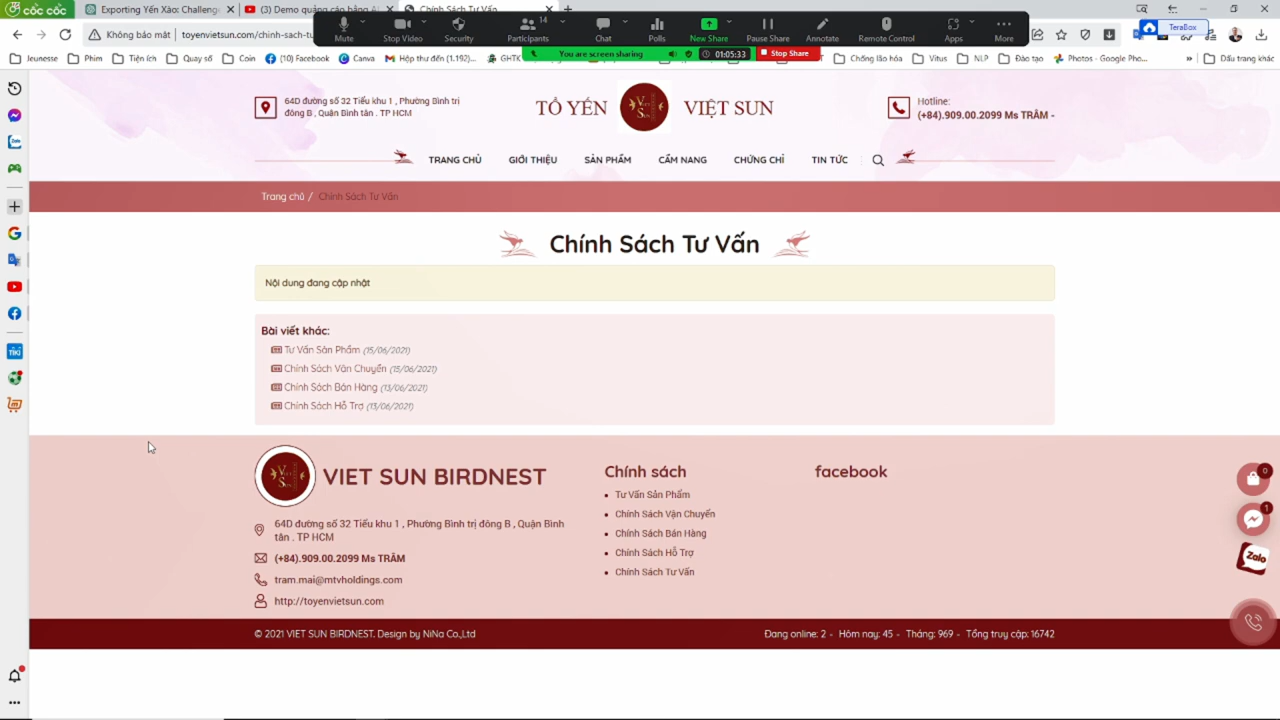 cốc cốc
Exporting Yến Xào: Challeng
(3) Demo quảng cáo bằng AI
Chính Sách Tư Vấn
Không bảo mật
toyenvietsun.com/chinh-sach-tu
Mute
Stop Video
Security
14
Participants
Chat
Polls
New Share
Pause Share
Annotate
Remote Control
Apps
More
TeraBox
You are screen sharing
01:05:33
Stop Share
Jeunesse
Phim
Tiện ích
Quay số
Coin
(10) Facebook
Canva
Hộp thư đến (1.192)...
GHTK
Chống lão hóa
Vitus
NLP
Đào tạo
Photos - Google Pho...
Dấu trang khác
64D đường số 32 Tiểu khu 1 , Phường Bình trị
đông B , Quận Bình tân . TP HCM
TỔ YẾN
VIỆT SUN
Hotline:
(+84).909.00.2099 Ms TRÂM -
TRANG CHỦ
GIỚI THIỆU
SẢN PHẨM
CẨM NANG
CHỨNG CHỈ
TIN TỨC
Trang chủ / Chính Sách Tư Vấn
Chính Sách Tư Vấn
Nội dung đang cập nhật
Bài viết khác:
Tư Vấn Sản Phẩm (15/06/2021)
Chính Sách Vận Chuyển (15/06/2021)
Chính Sách Bán Hàng (13/06/2021)
Chính Sách Hỗ Trợ (13/06/2021)
VIET SUN BIRDNEST
64D đường số 32 Tiểu khu 1 , Phường Bình trị đông B , Quận Bình
tân . TP HCM
(+84).909.00.2099 Ms TRÂM
tram.mai@mtvholdings.com
http://toyenvietsun.com
Chính sách
Tư Vấn Sản Phẩm
Chính Sách Vận Chuyển
Chính Sách Bán Hàng
Chính Sách Hỗ Trợ
Chính Sách Tư Vấn
facebook
0
1
Zalo
© 2021 VIET SUN BIRDNEST. Design by NiNa Co.,Ltd
Đang online: 2 - Hôm nay: 45 - Tháng: 969 - Tổng truy cập: 16742